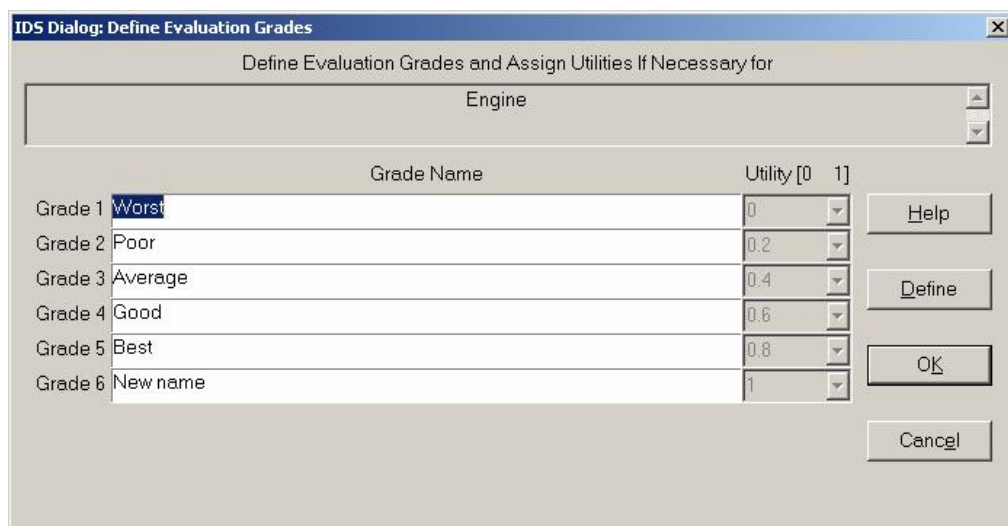 IDS Dialog: Define Evaluation Grades
Define Evaluation Grades and Assign Utilities If Necessary for
Engine
Grade Name Utility [0 1]
Grade 1 Worst 0
Grade 2 Poor 0.2
Grade 3 Average 0.4
Grade 4 Good 0.6
Grade 5 Best 0.8
Grade 6 New name 1
Help
Define
OK
Cancel